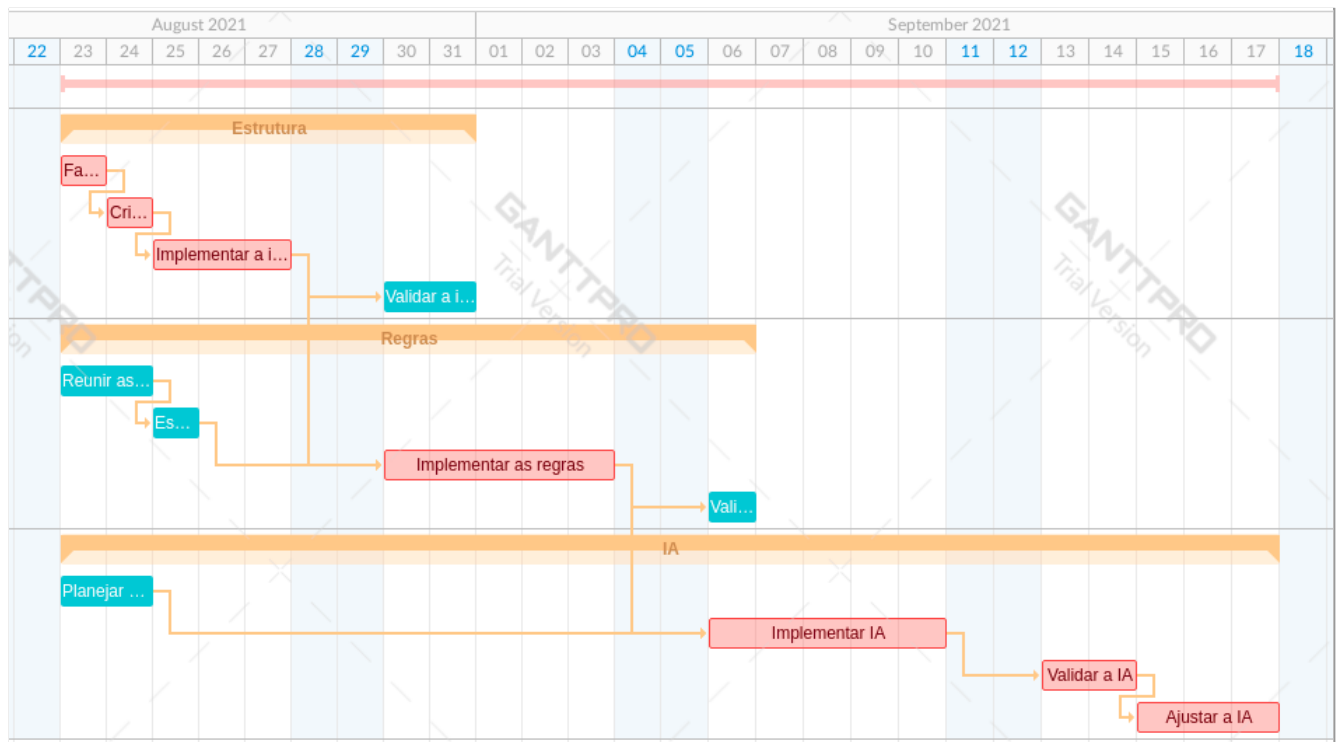 August 2021 September 2021
22 23 24 25 26 27 28 29 30 31 01 02 03 04 05 06 07 08 09 10 11 12 13 14 15 16 17 18
Estrutura
Fa...
Cri...
Implementar a i...
Validar a i...
Regras
Reunir as...
Es...
Implementar as regras
Vali...
IA
Planejar ...
Implementar IA
Validar a IA
Ajustar a IA
TTPRO
sion
GANTTPRO
Trial Version
GANTTPRO
Trial Version